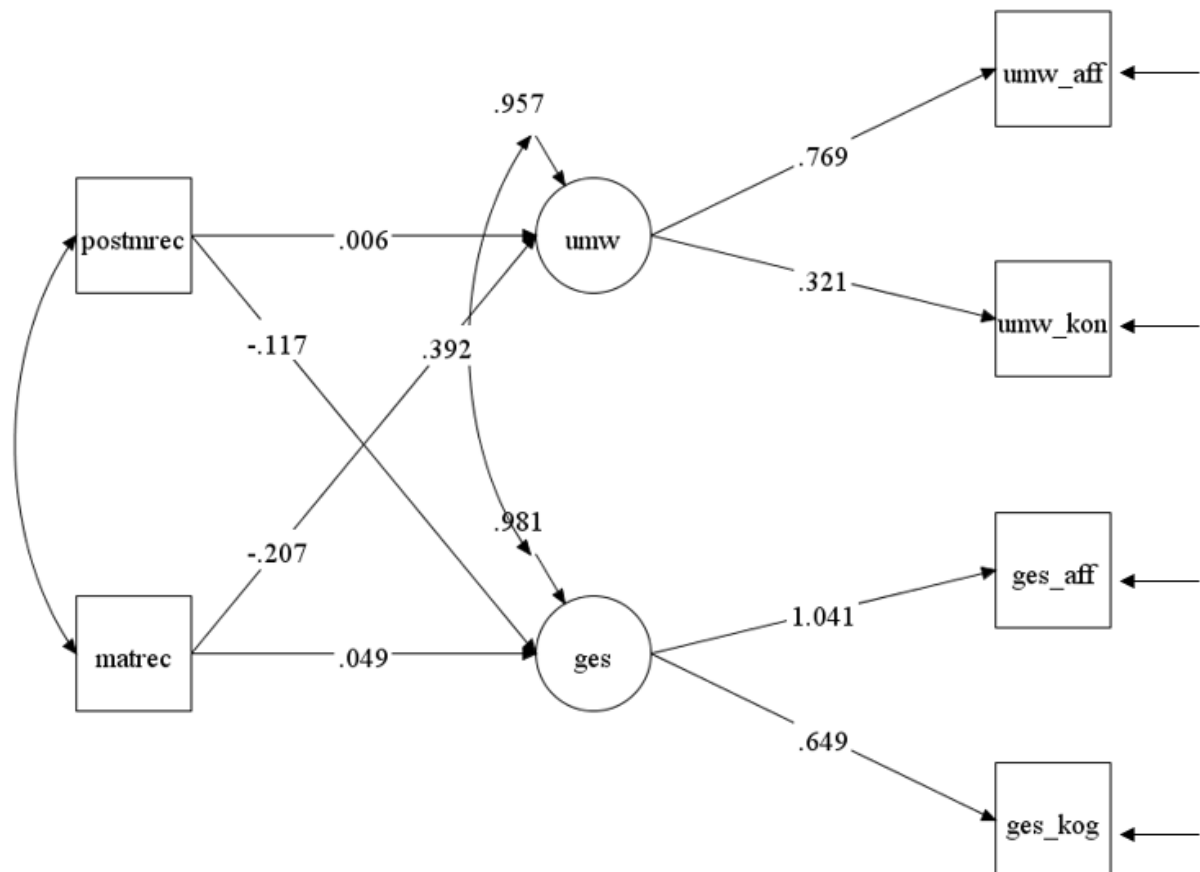 umw_aff
.957
.769
postmrec
.006
umw
.321
umw_kon
-.117
.392
.981
-.207
ges_aff
1.041
matrec
.049
ges
.649
ges_kog